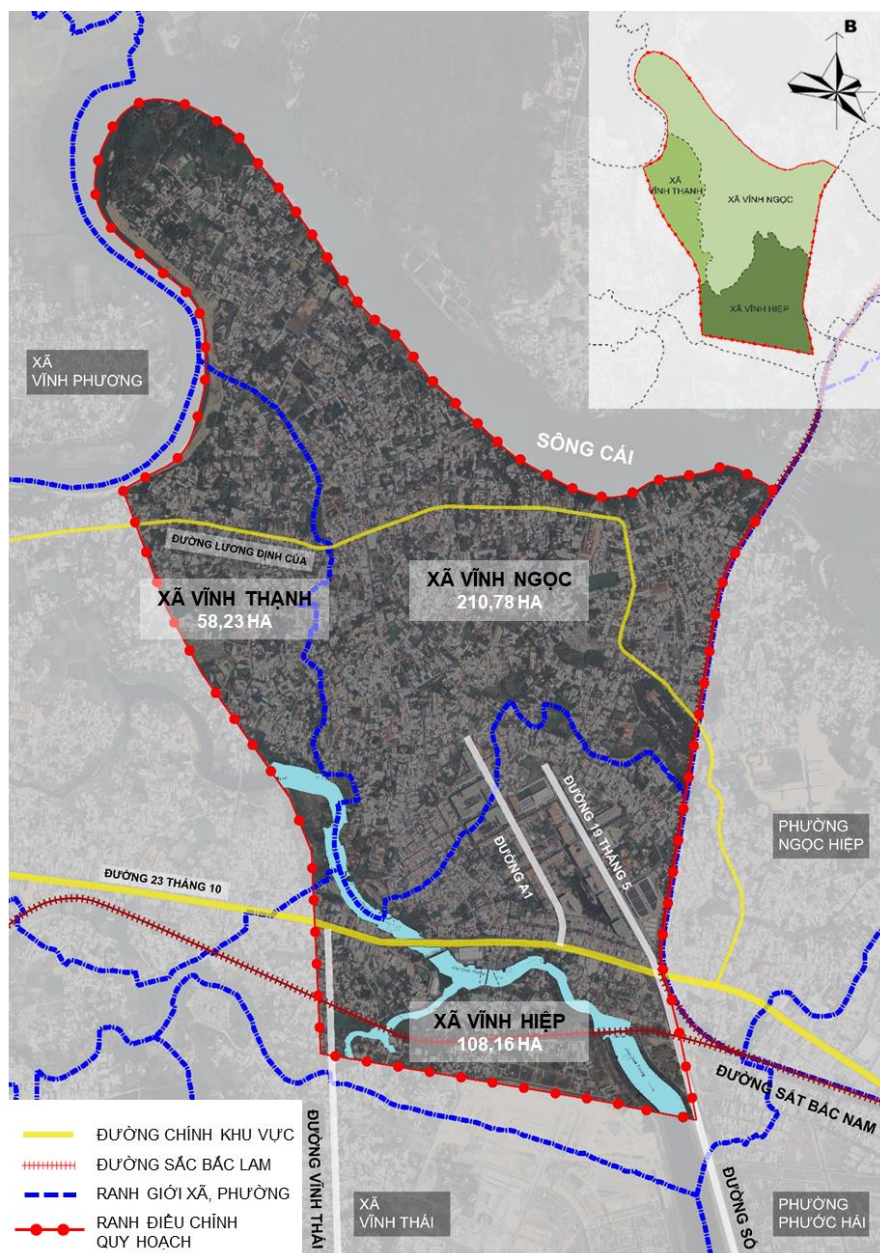 B
XÃ
VĨNH THẠNH
XÃ VĨNH NGỌC
XÃ VĨNH HIỆP
XÃ
VĨNH PHƯƠNG
SÔNG CÁI
ĐƯỜNG LƯƠNG ĐỊNH CỦA
XÃ VĨNH THẠNH
58,23 HA
XÃ VĨNH NGỌC
210,78 HA
ĐƯỜNG A1
ĐƯỜNG 19 THÁNG 5
PHƯỜNG
NGỌC HIỆP
ĐƯỜNG 23 THÁNG 10
XÃ VĨNH HIỆP
108,16 HA
ĐƯỜNG SẮT BẮC NAM
ĐƯỜNG VĨNH THÁI
ĐƯỜNG SỐ
XÃ
VĨNH THÁI
PHƯỜNG
PHƯỚC HẢI
ĐƯỜNG CHÍNH KHU VỰC
ĐƯỜNG SẮC BẮC LAM
RANH GIỚI XÃ, PHƯỜNG
RANH ĐIỀU CHỈNH
QUY HOẠCH